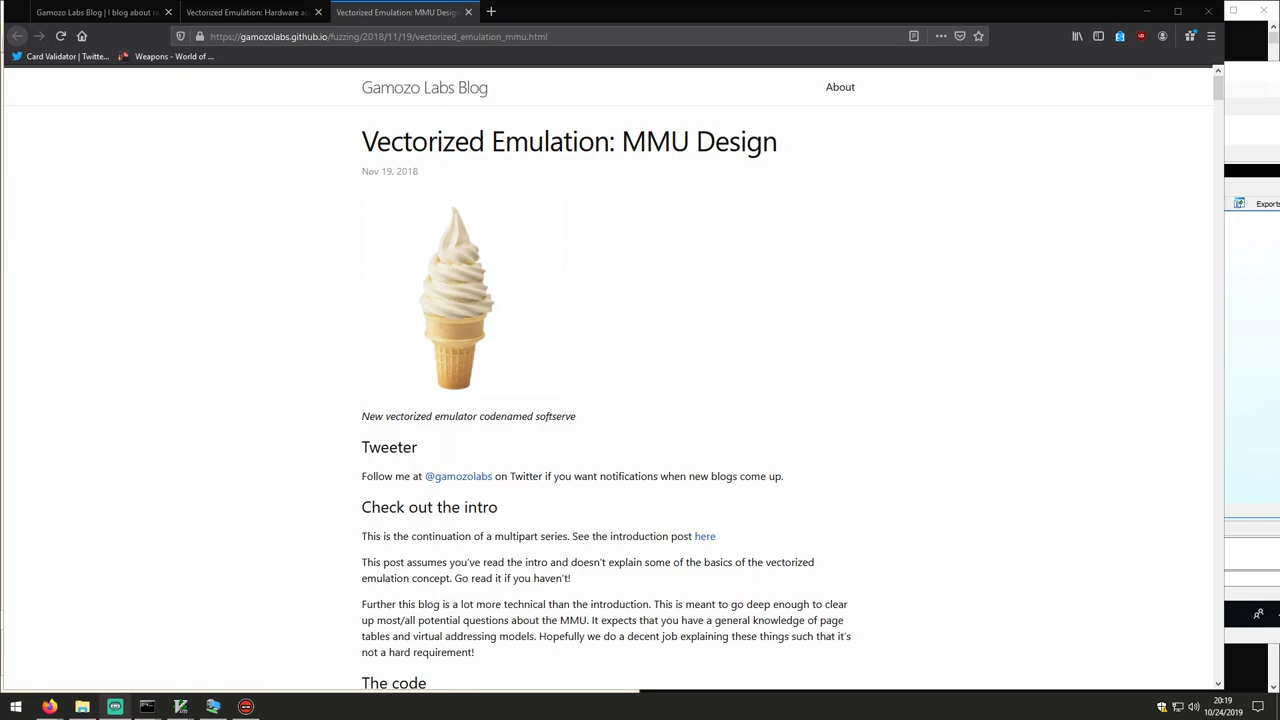 Gamozo Labs Blog | I blog about re
Vectorized Emulation: Hardware ac
Vectorized Emulation: MMU Desig
https://gamozolabs.github.io/fuzzing/2018/11/19/vectorized_emulation_mmu.html
Card Validator | Twitte...
Weapons - World of ...
Gamozo Labs Blog
About
Vectorized Emulation: MMU Design
Nov 19, 2018
Exports
New vectorized emulator codenamed softserve
Tweeter
Follow me at @gamozolabs on Twitter if you want notifications when new blogs come up.
Check out the intro
This is the continuation of a multipart series. See the introduction post here
This post assumes you've read the intro and doesn't explain some of the basics of the vectorized
emulation concept. Go read it if you haven't!
Further this blog is a lot more technical than the introduction. This is meant to go deep enough to clear
up most/all potential questions about the MMU. It expects that you have a general knowledge of page
tables and virtual addressing models. Hopefully we do a decent job explaining these things such that it's
not a hard requirement!
The code
20:19
10/24/2019